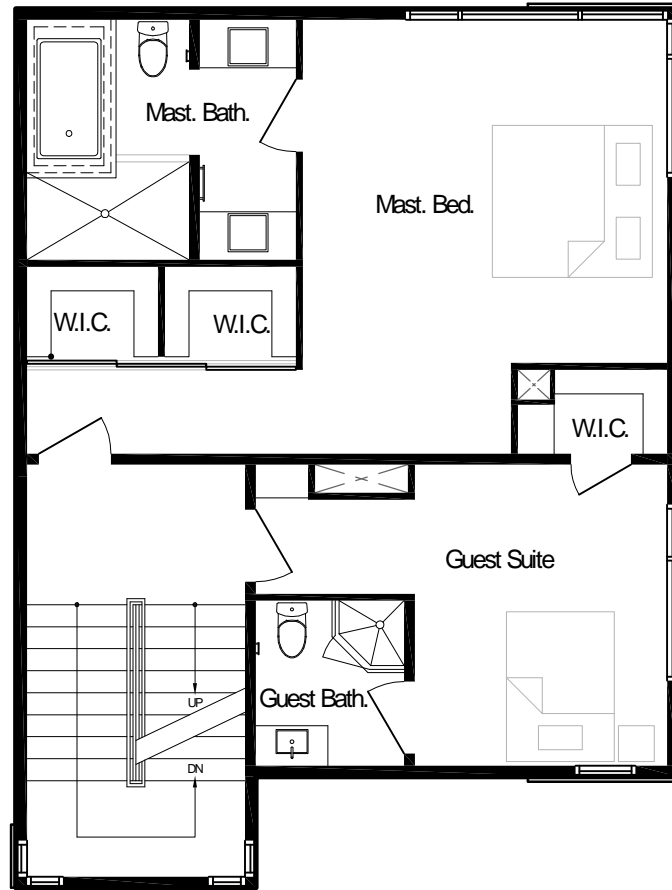 Mast. Bath.
Mast. Bed.
W.I.C.
W.I.C.
W.I.C.
Guest Suite
UP
Guest Bath.
DN